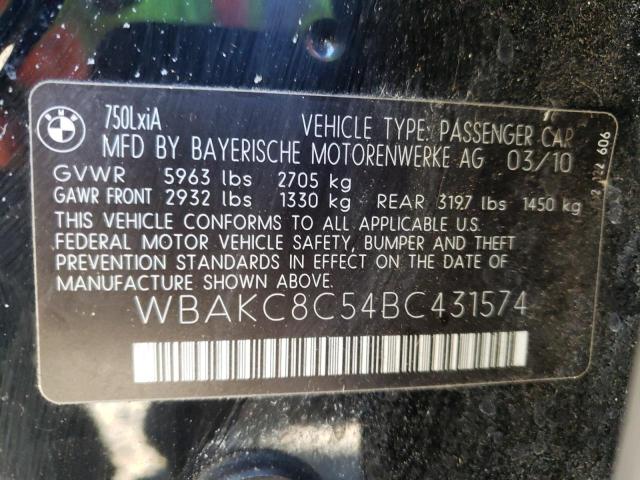 BMW
750LxiA
VEHICLE TYPE: PASSENGER CAR
MFD BY BAYERISCHE MOTORENWERKE AG 03/10
GVWR 5963 lbs 2705 kg
GAWR FRONT 2932 lbs 1330 kg REAR 3197 lbs 1450 kg
THIS VEHICLE CONFORMS TO ALL APPLICABLE U.S.
FEDERAL MOTOR VEHICLE SAFETY, BUMPER AND THEFT
PREVENTION STANDARDS IN EFFECT ON THE DATE OF
MANUFACTURE SHOWN ABOVE.
WBAKC8C54BC431574
606